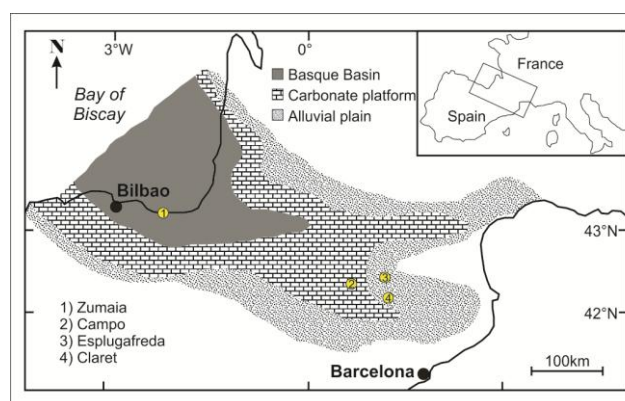 N
3°W
0°
Bay of
Biscay
Basque Basin
Carbonate platform
Alluvial plain
France
Spain
Bilbao
1
2
3
4
43°N
42°N
1) Zumaia
2) Campo
3) Esplugafreda
4) Claret
Barcelona
100km